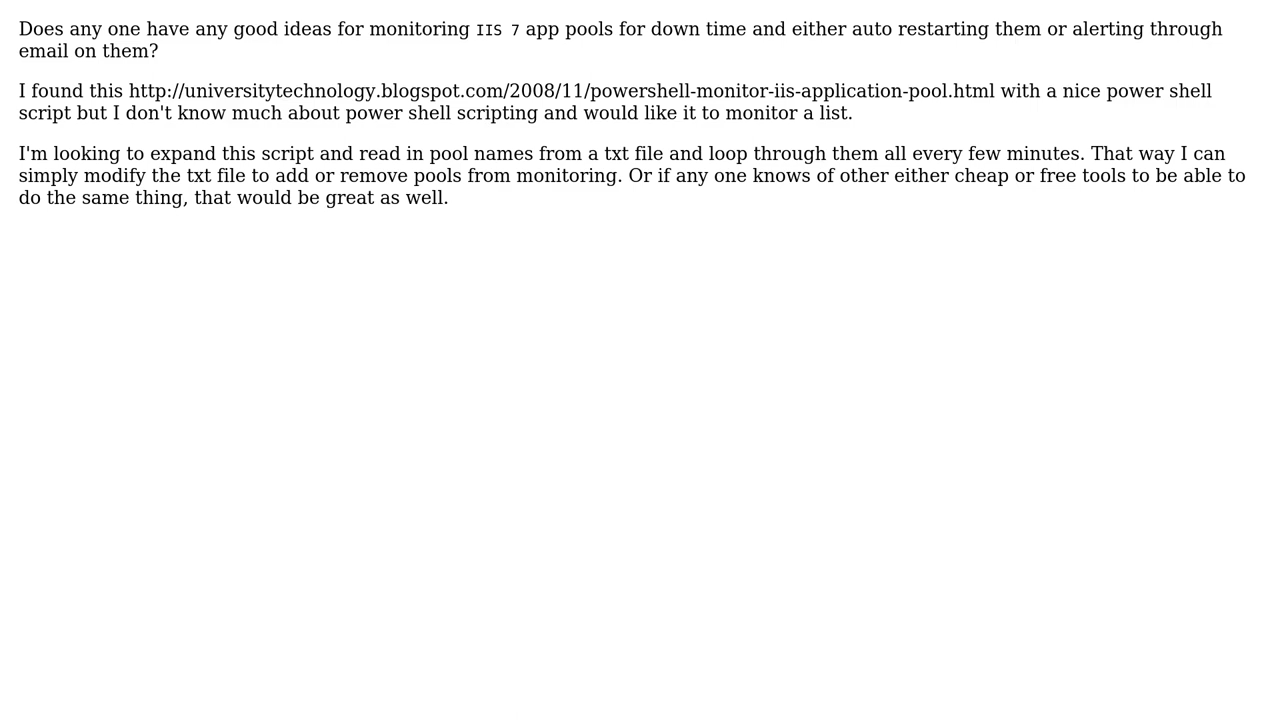 Does any one have any good ideas for monitoring IIS 7 app pools for down time and either auto restarting them or alerting through
email on them?
I found this http://universitytechnology.blogspot.com/2008/11/powershell-monitor-iis-application-pool.html with a nice power shell
script but I don't know much about power shell scripting and would like it to monitor a list.
I'm looking to expand this script and read in pool names from a txt file and loop through them all every few minutes. That way I can
simply modify the txt file to add or remove pools from monitoring. Or if any one knows of other either cheap or free tools to be able to
do the same thing, that would be great as well.